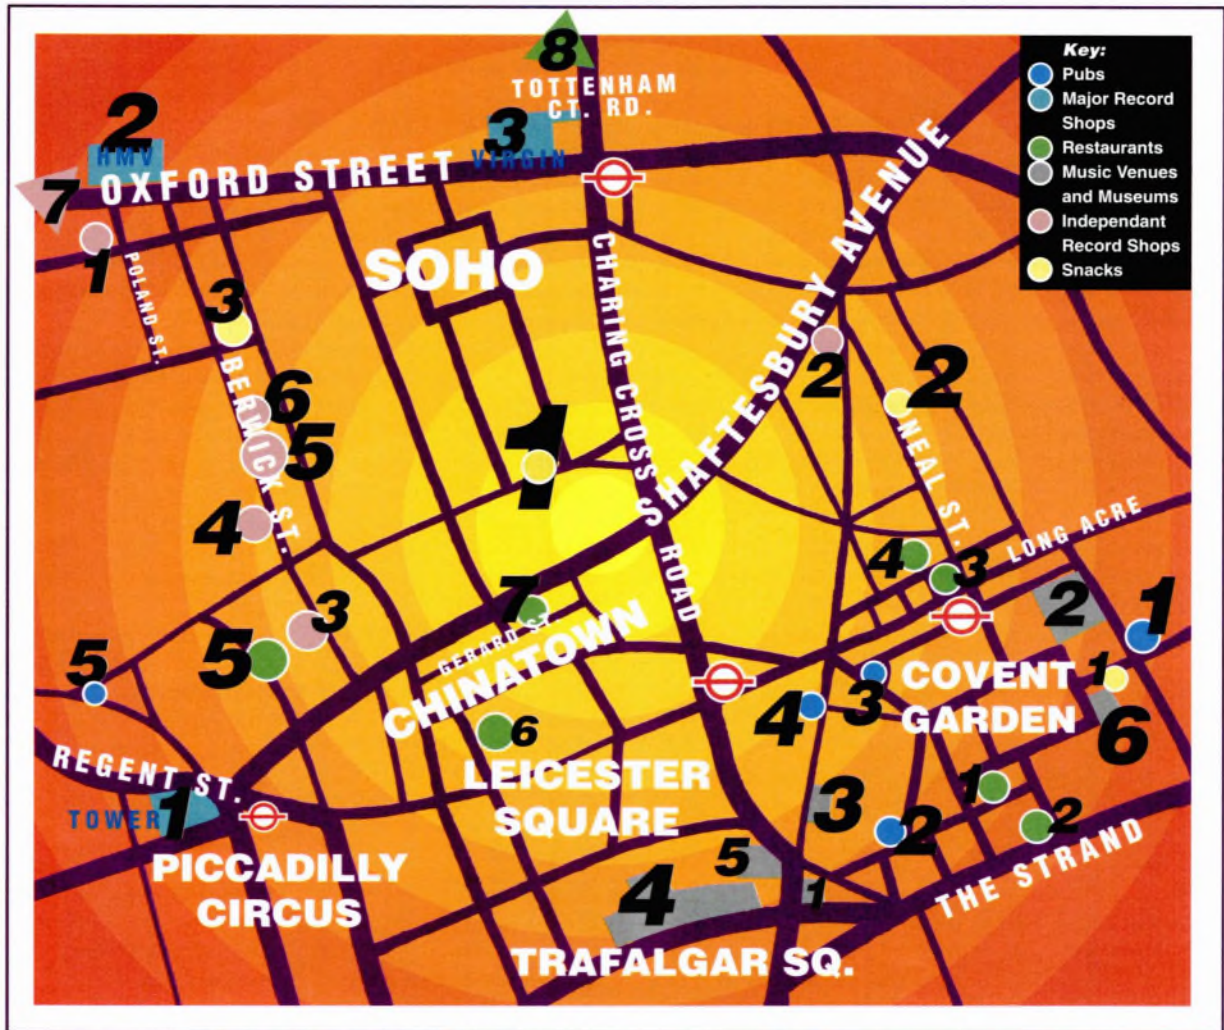 8
TOTTENHAM
CT. RD.
Key:
Pubs
Major Record
Shops
Restaurants
Music Venues
and Museums
Independant
Record Shops
Snacks
2
HMV
3
VIRGIN
7
OXFORD STREET
1
POLAND ST.
SOHO
CHARING CROSS ROAD
SHAFTESBURY AVENUE
3
BERWICK ST.
6
5
4
1
2
2
NEAL ST.
LONG ACRE
4
3
2
1
3
5
7
GERARD ST.
CHINATOWN
5
REGENT ST.
6
LEICESTER
SQUARE
4
3
COVENT
GARDEN
1
6
TOWER
1
PICCADILLY
CIRCUS
3
2
1
2
THE STRAND
5
4
1
TRAFALGAR SQ.